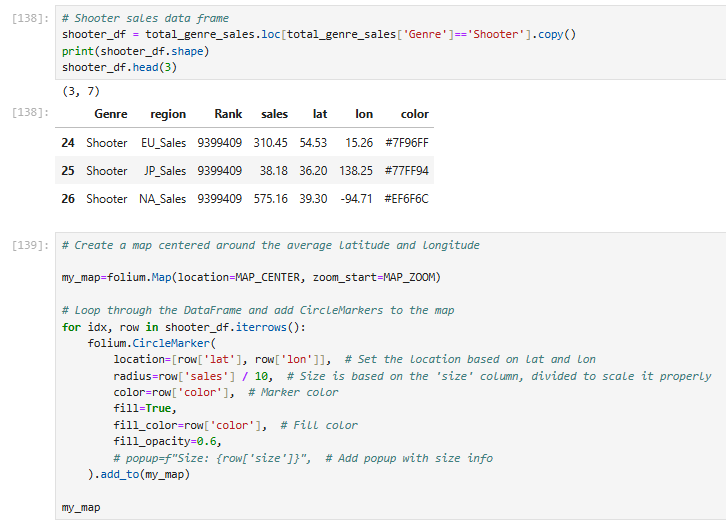 [138]: # Shooter sales data frame
shooter_df = total_genre_sales.loc[total_genre_sales['Genre']=='Shooter'].copy()
print(shooter_df.shape)
shooter_df.head(3)
(3, 7)
[138]: Genre region Rank sales lat lon color
24 Shooter EU_Sales 9399409 310.45 54.53 15.26 #7F96FF
25 Shooter JP_Sales 9399409 38.18 36.20 138.25 #77FF94
26 Shooter NA_Sales 9399409 575.16 39.30 -94.71 #EF6F6C
[139]: # Create a map centered around the average latitude and longitude
my_map=folium.Map(location=MAP_CENTER, zoom_start=MAP_ZOOM)
# Loop through the DataFrame and add CircleMarkers to the map
for idx, row in shooter_df.iterrows():
    folium.CircleMarker(
        location=[row['lat'], row['lon']],  # Set the location based on lat and lon
        radius=row['sales'] / 10,  # Size is based on the 'size' column, divided to scale it properly
        color=row['color'],  # Marker color
        fill=True,
        fill_color=row['color'],  # Fill color
        fill_opacity=0.6,
        # popup=f"Size: {row['size']}",  # Add popup with size info
    ).add_to(my_map)
my_map